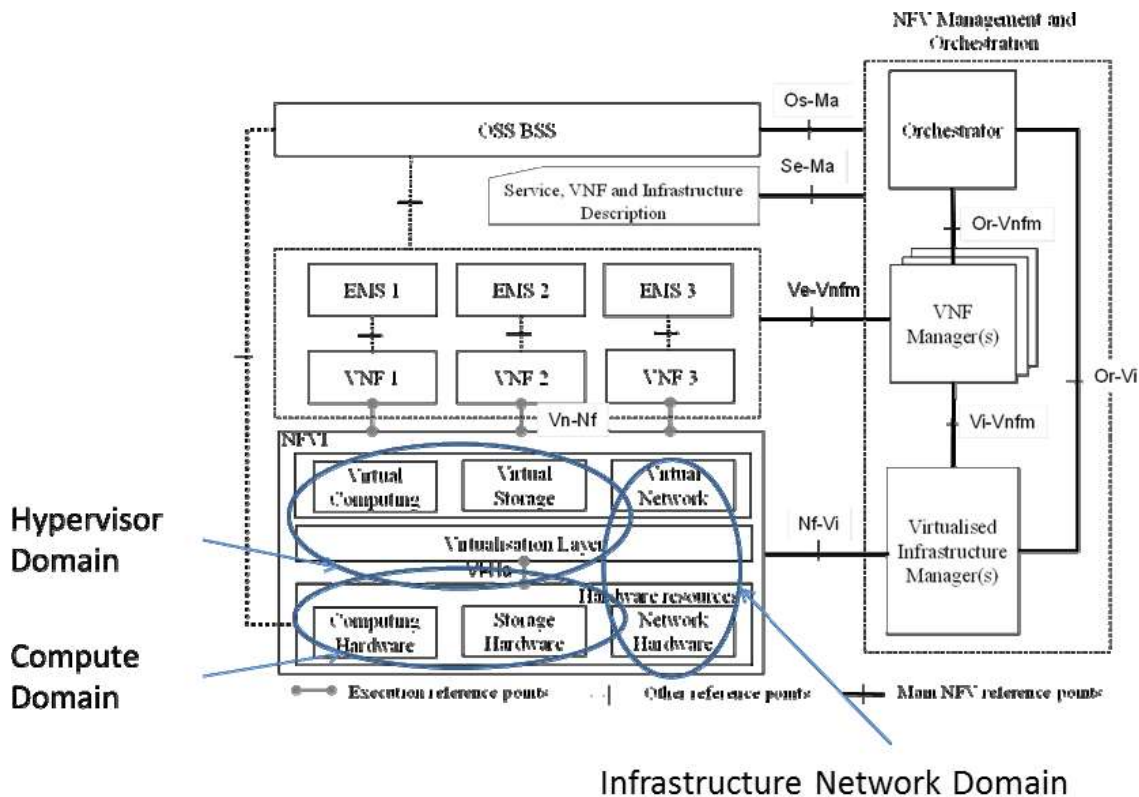 NFV Management and
Orchestration
Os-Ma
OSS BSS
Orchestrator
Se-Ma
Service, VNF and Infrastructure
Description
Or-Vnfm
EMS 1
EMS 2
EMS 3
Ve-Vnfm
VNF
Manager(s)
VNF 1
VNF 2
VNF 3
Or-Vi
Vn-Nf
Vi-Vnfm
NFVI
Virtual
Computing
Virtual
Storage
Virtual
Network
Hypervisor
Domain
Nf-Vi
Virtualised
Infrastructure
Manager(s)
Virtualisation Layer
Vl-Ha
Hardware resources
Computing
Hardware
Storage
Hardware
Network
Hardware
Compute
Domain
Execution reference points
Other reference points
Main NFV reference points
Infrastructure Network Domain